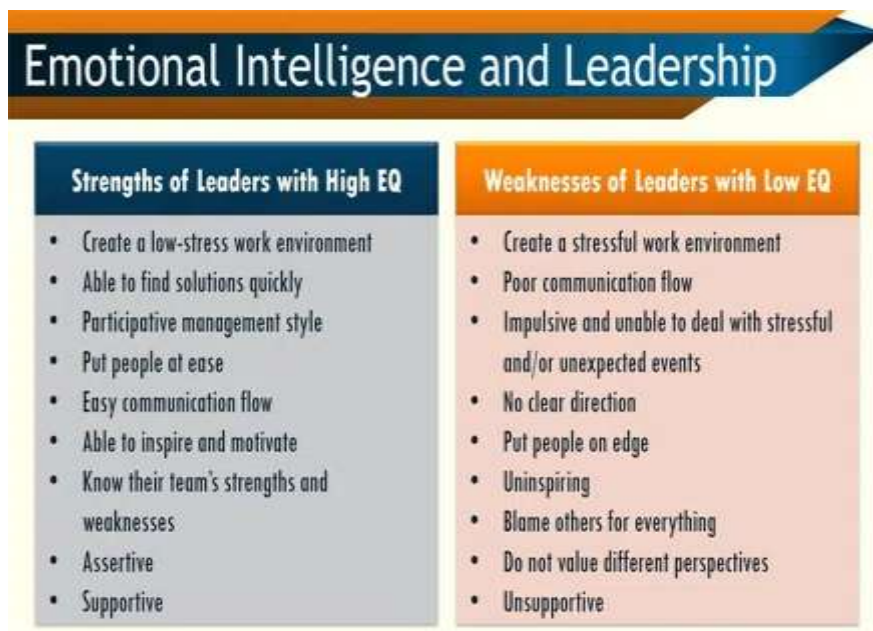 Emotional Intelligence and Leadership
Strengths of Leaders with High EQ
• Create a low-stress work environment
• Able to find solutions quickly
• Participative management style
• Put people at ease
• Easy communication flow
• Able to inspire and motivate
• Know their team's strengths and
weaknesses
• Assertive
• Supportive
Weaknesses of Leaders with Low EQ
• Create a stressful work environment
• Poor communication flow
• Impulsive and unable to deal with stressful
and/or unexpected events
• No clear direction
• Put people on edge
• Uninspiring
• Blame others for everything
• Do not value different perspectives
• Unsupportive